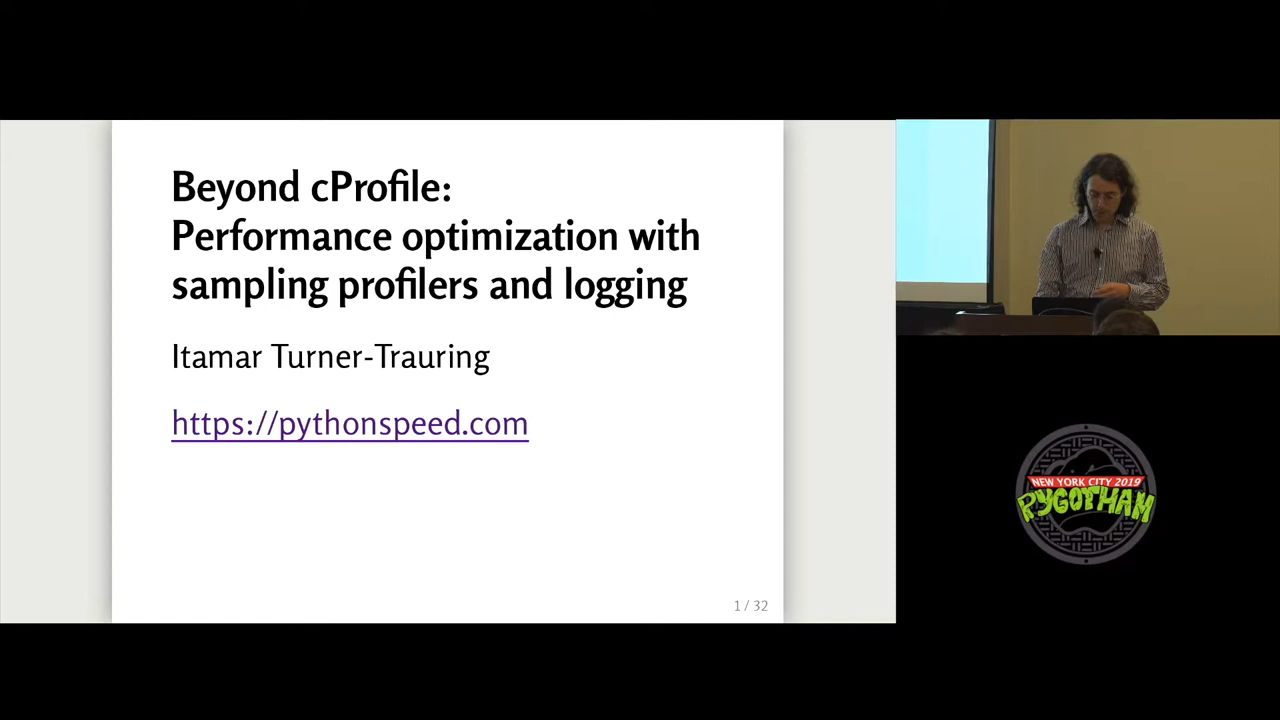 Beyond cProfile:
Performance optimization with
sampling profilers and logging
Itamar Turner-Trauring
https://pythonspeed.com
1 / 32
NEW YORK CITY 2019
PYGOTHAM